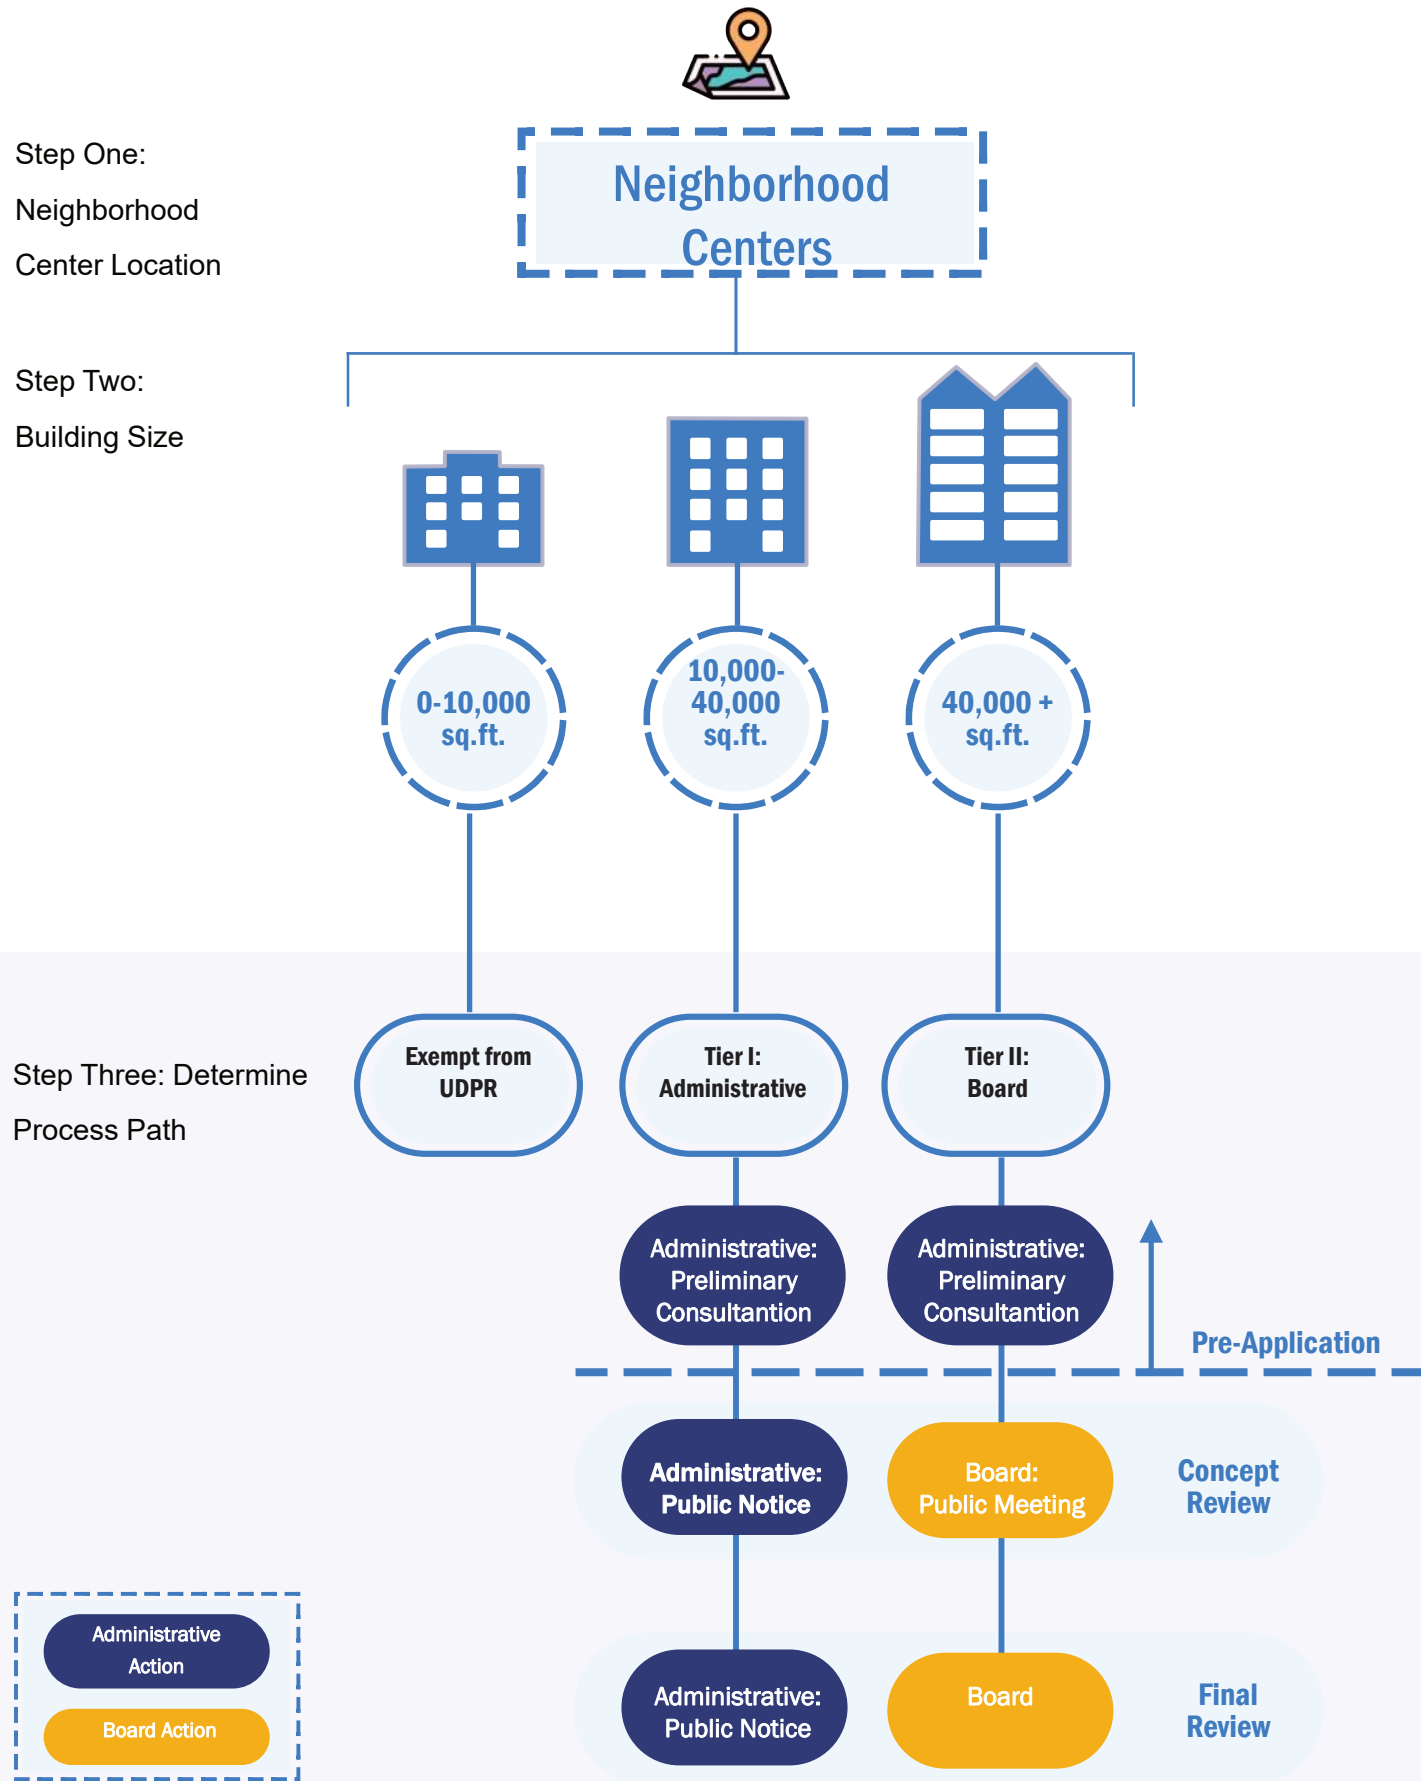 Step One:
Neighborhood
Center Location
Neighborhood
Centers
Step Two:
Building Size
0-10,000
sq.ft.
10,000-
40,000
sq.ft.
40,000 +
sq.ft.
Step Three: Determine
Process Path
Exempt from
UDPR
Tier I:
Administrative
Tier II:
Board
Administrative:
Preliminary
Consultantion
Administrative:
Preliminary
Consultantion
Pre-Application
Administrative:
Public Notice
Board:
Public Meeting
Concept
Review
Administrative:
Public Notice
Board
Final
Review
Administrative
Action
Board Action